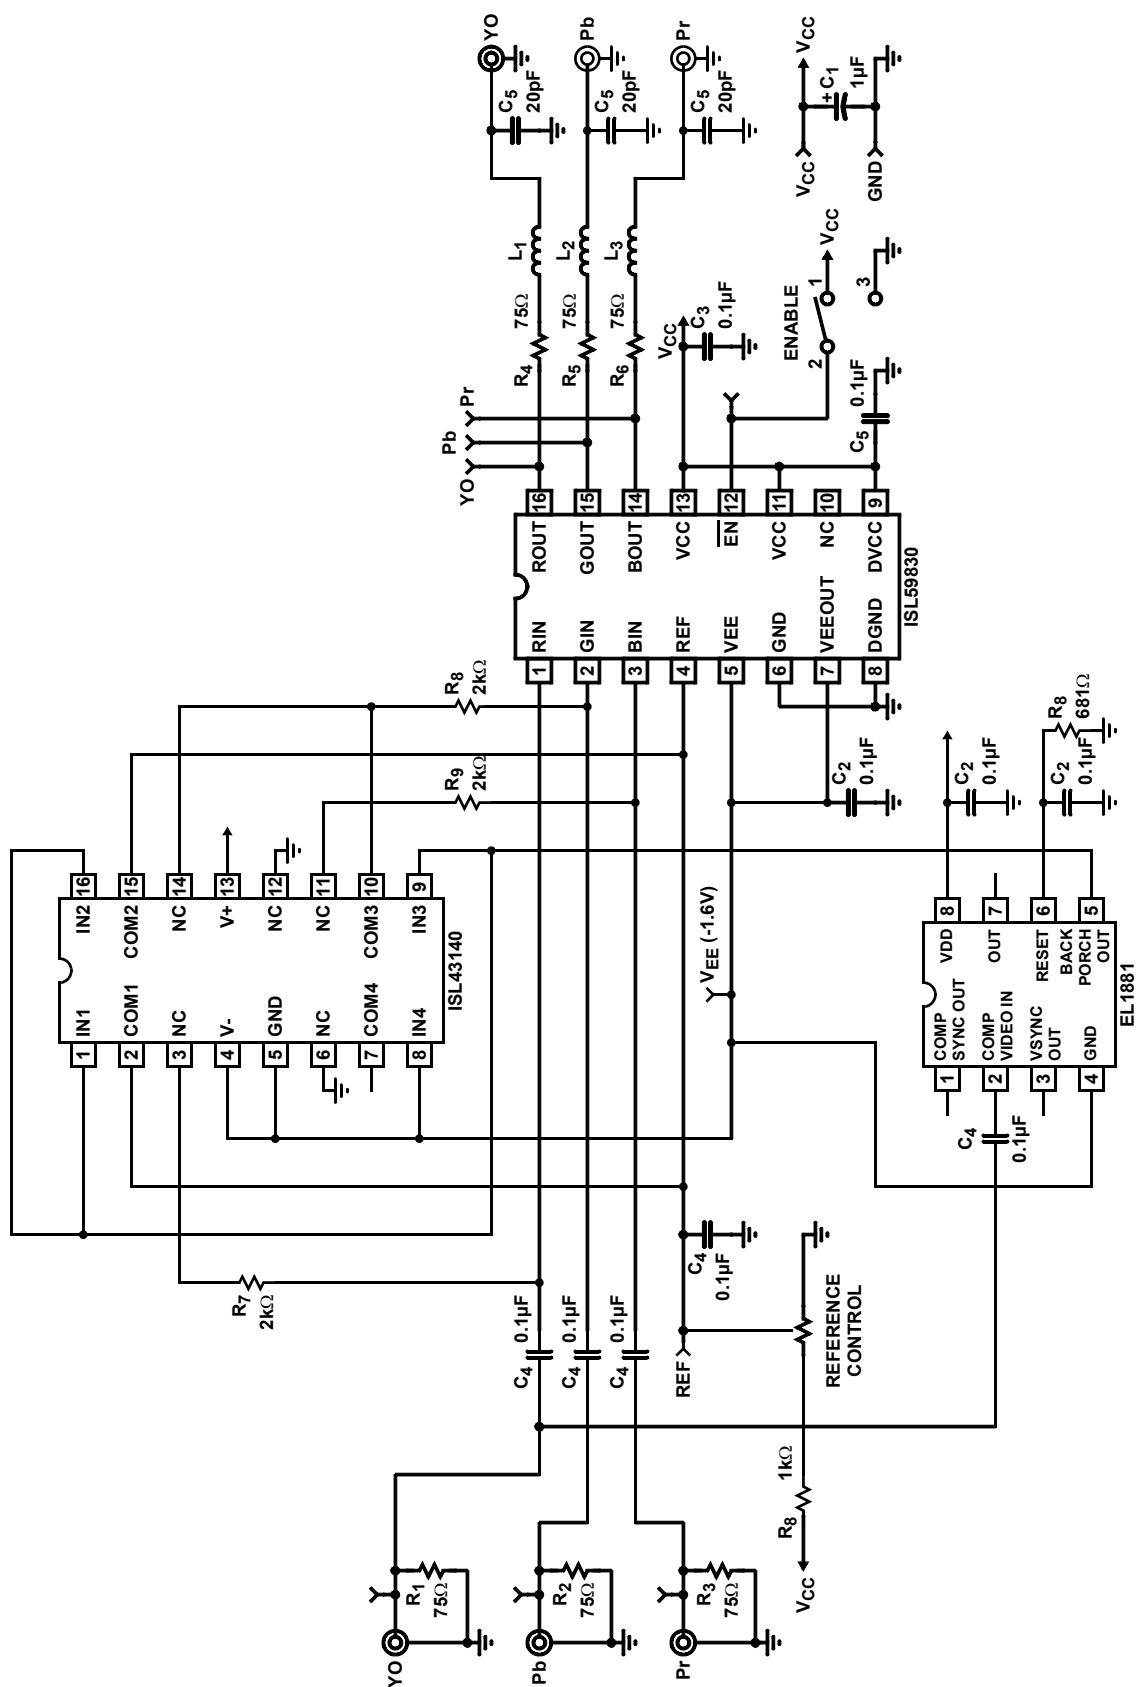 YO
R1
75Ω
Pb
R2
75Ω
Pr
R3
75Ω
VCC
R8
1kΩ
REFERENCE
CONTROL
REF
C4
0.1µF
C4
0.1µF
C4
0.1µF
C4
0.1µF
R7
2kΩ
C4
0.1µF
1
2
3
4
5
6
7
8
IN1
COM1
NC
V-
GND
NC
COM4
IN4
IN2
COM2
NC
V+
NC
NC
COM3
IN3
16
15
14
13
12
11
10
9
ISL43140
1
2
3
4
COMP
SYNC OUT
COMP
VIDEO IN
VSYNC
OUT
GND
VDD
OUT
RESET
BACK
PORCH
OUT
8
7
6
5
EL1881
VEE (-1.6V)
R9
2kΩ
R8
2kΩ
C2
0.1µF
C2
0.1µF
C2
0.1µF
R8
681Ω
1
2
3
4
5
6
7
8
RIN
GIN
BIN
REF
VEE
GND
VEEOUT
DGND
ROUT
GOUT
BOUT
VCC
EN
VCC
NC
DVCC
16
15
14
13
12
11
10
9
ISL59830
YO
Pb
Pr
R4
75Ω
R5
75Ω
R6
75Ω
L1
L2
L3
VCC
C3
0.1µF
C5
0.1µF
ENABLE
2
1
3
VCC
VCC
GND
+
C1
1µF
VCC
C5
20pF
C5
20pF
C5
20pF
YO
Pb
Pr